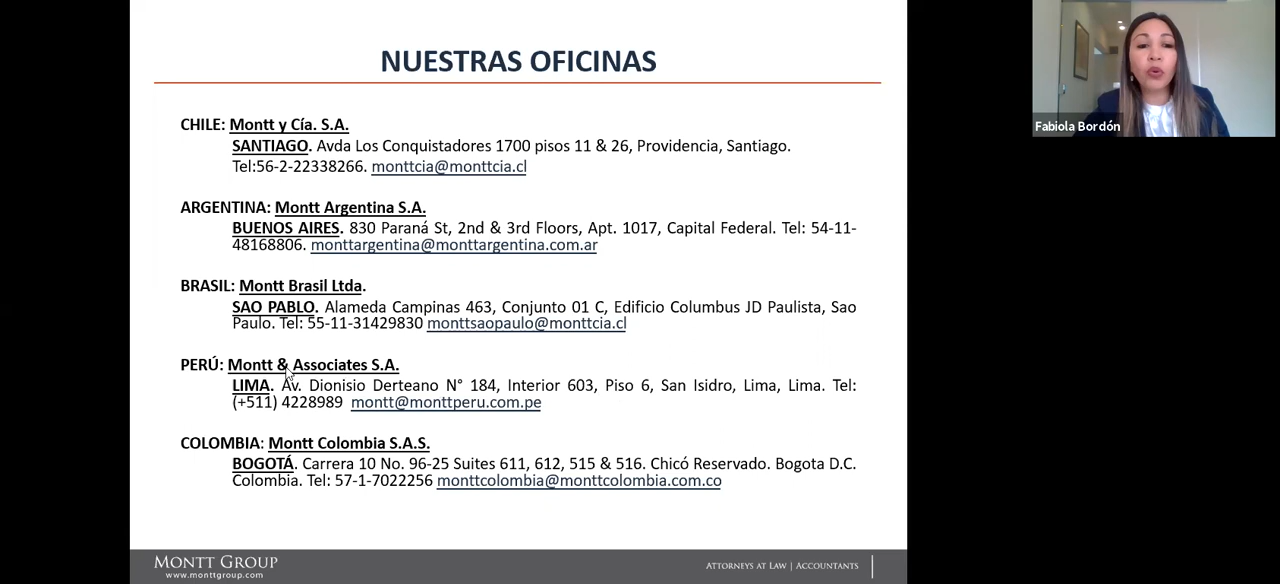 NUESTRAS OFICINAS
Fabiola Bordón
CHILE: Montt y Cía. S.A.
SANTIAGO. Avda Los Conquistadores 1700 pisos 11 & 26, Providencia, Santiago.
Tel:56-2-22338266. monttcia@monttcia.cl
ARGENTINA: Montt Argentina S.A.
BUENOS AIRES. 830 Paraná St, 2nd & 3rd Floors, Apt. 1017, Capital Federal. Tel: 54-11-
48168806. monttargentina@monttargentina.com.ar
BRASIL: Montt Brasil Ltda.
SAO PABLO. Alameda Campinas 463, Conjunto 01 C, Edificio Columbus JD Paulista, Sao
Paulo. Tel: 55-11-31429830 monttsaopaulo@monttcia.cl
PERÚ: Montt & Associates S.A.
LIMA. Av. Dionisio Derteano N° 184, Interior 603, Piso 6, San Isidro, Lima, Lima. Tel:
(+511) 4228989 montt@monttperu.com.pe
COLOMBIA: Montt Colombia S.A.S.
BOGOTÁ. Carrera 10 No. 96-25 Suites 611, 612, 515 & 516. Chicó Reservado. Bogota D.C.
Colombia. Tel: 57-1-7022256 monttcolombia@monttcolombia.com.co
MONTT GROUP
www.monttgroup.com
ATTORNEYS AT LAW | ACCOUNTANTS